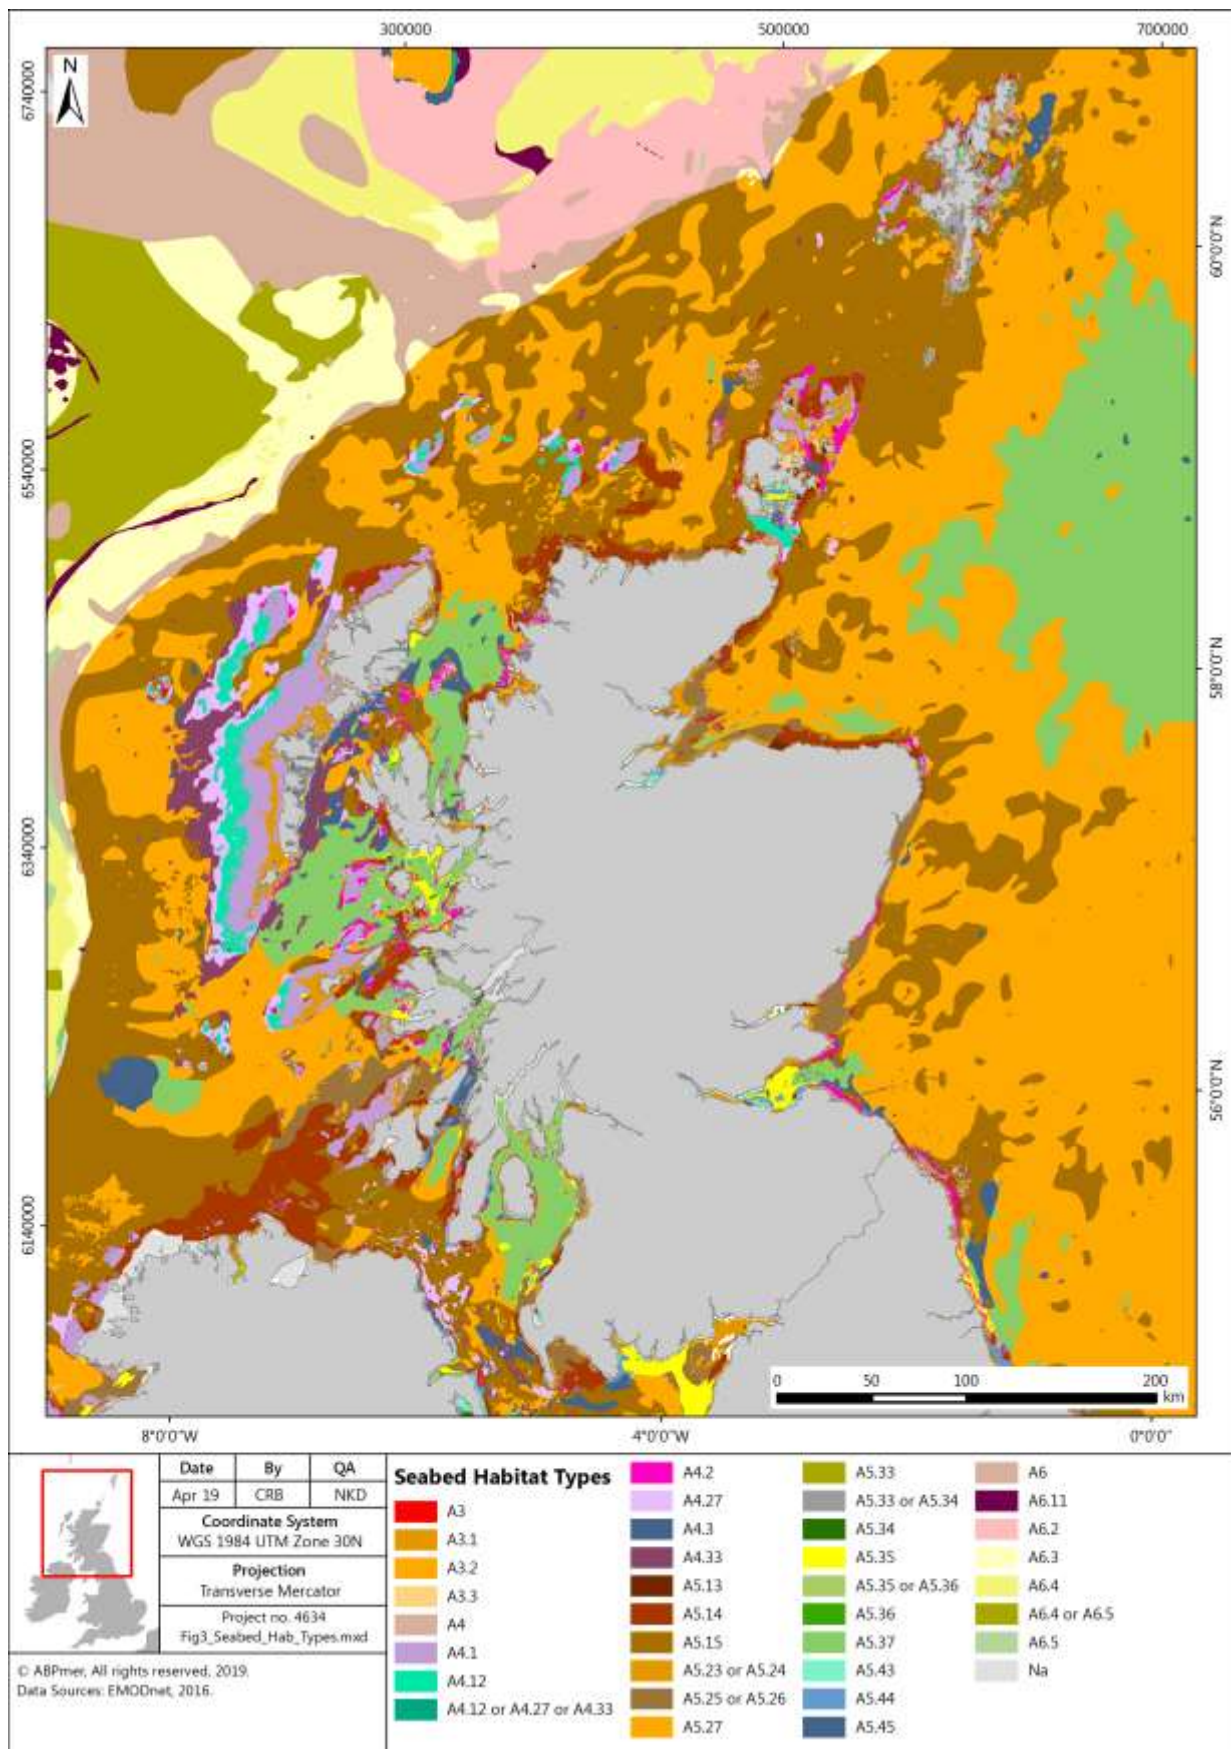 300000 500000 700000
N
6740000
6540000
6340000
6140000
60°0'0"N
58°0'0"N
56°0'0"N
0 50 100 200
km
8°0'0"W 4°0'0"W 0°0'0"
Date By QA
Apr 19 CRB NKD
Coordinate System
WGS 1984 UTM Zone 30N
Projection
Transverse Mercator
Project no. 4634
Fig3_Seabed_Hab_Types.mxd
© ABPmer, All rights reserved, 2019.
Data Sources: EMODnet, 2016.
Seabed Habitat Types
A3
A3.1
A3.2
A3.3
A4
A4.1
A4.12
A4.12 or A4.27 or A4.33
A4.2
A4.27
A4.3
A4.33
A5.13
A5.14
A5.15
A5.23 or A5.24
A5.25 or A5.26
A5.27
A5.33
A5.33 or A5.34
A5.34
A5.35
A5.35 or A5.36
A5.36
A5.37
A5.43
A5.44
A5.45
A6
A6.11
A6.2
A6.3
A6.4
A6.4 or A6.5
A6.5
Na